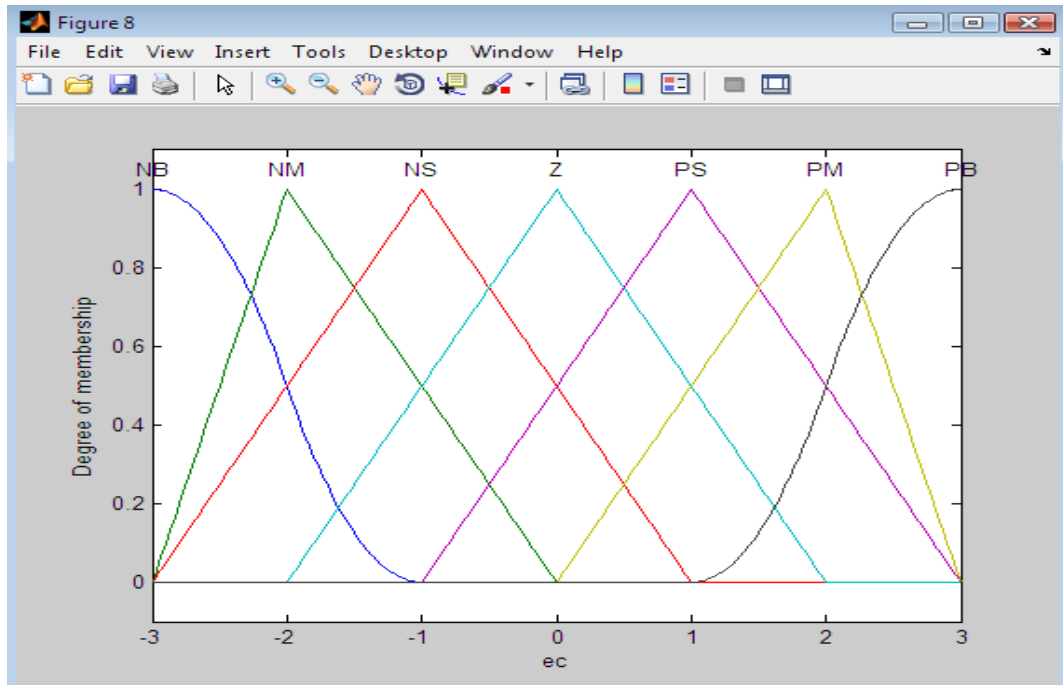 Figure 8
File Edit View Insert Tools Desktop Window Help
NB NM NS Z PS PM PB
1
0.8
0.6
0.4
0.2
0
Degree of membership
-3 -2 -1 0 1 2 3
ec